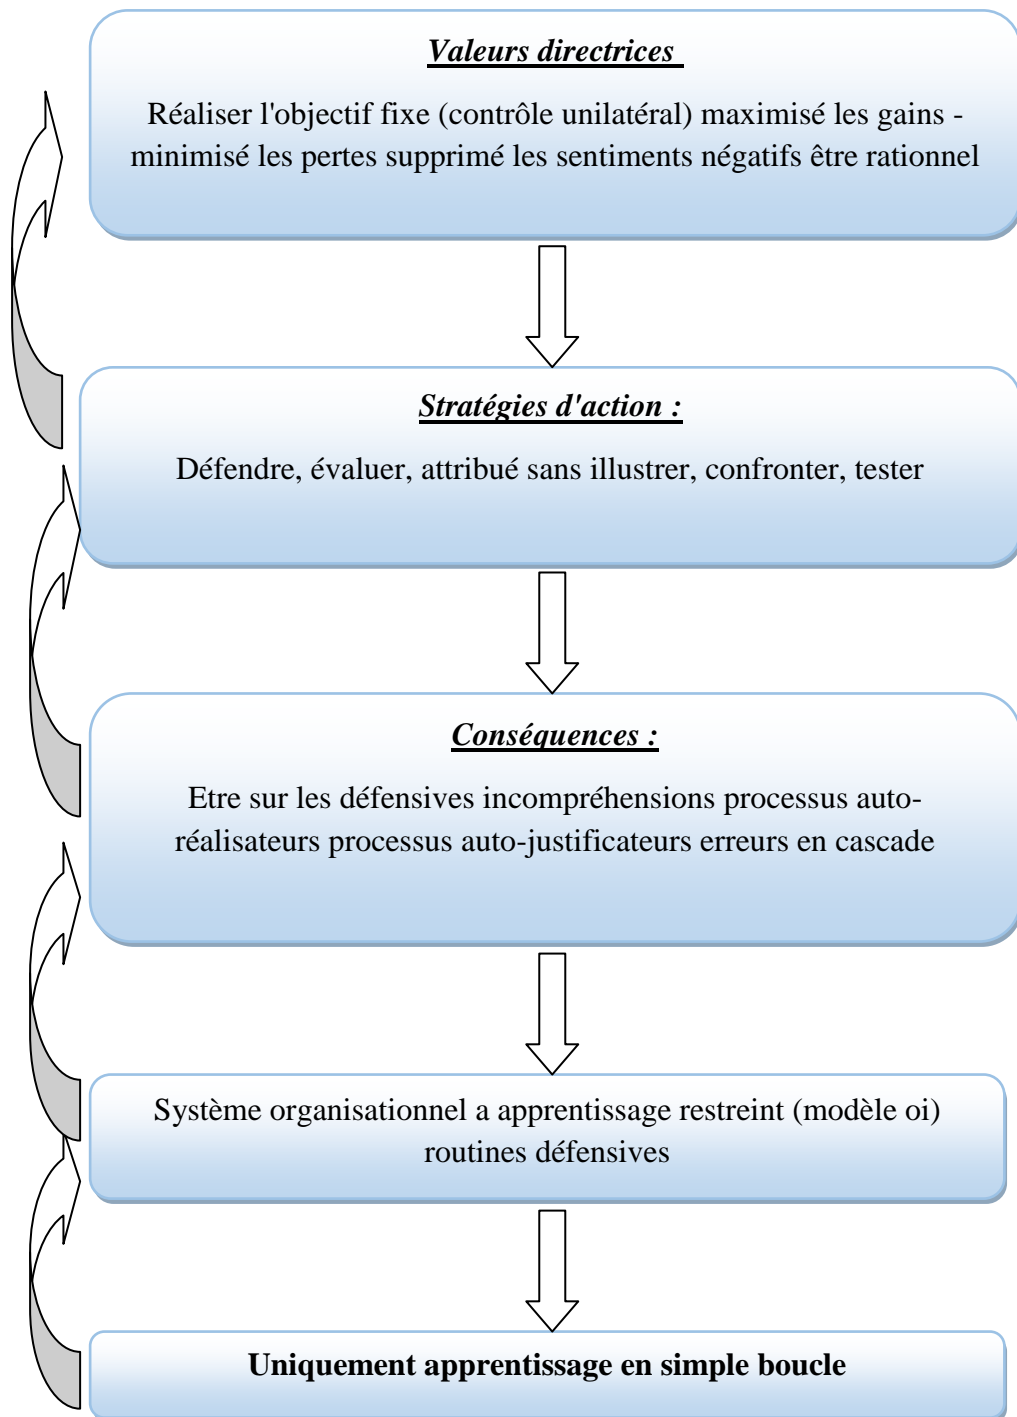 Valeurs directrices
Réaliser l'objectif fixe (contrôle unilatéral) maximisé les gains -
minimisé les pertes supprimé les sentiments négatifs être rationnel
Stratégies d'action :
Défendre, évaluer, attribué sans illustrer, confronter, tester
Conséquences :
Etre sur les défensives incompréhensions processus auto-
réalisateurs processus auto-justificateurs erreurs en cascade
Système organisationnel a apprentissage restreint (modèle oi)
routines défensives
Uniquement apprentissage en simple boucle